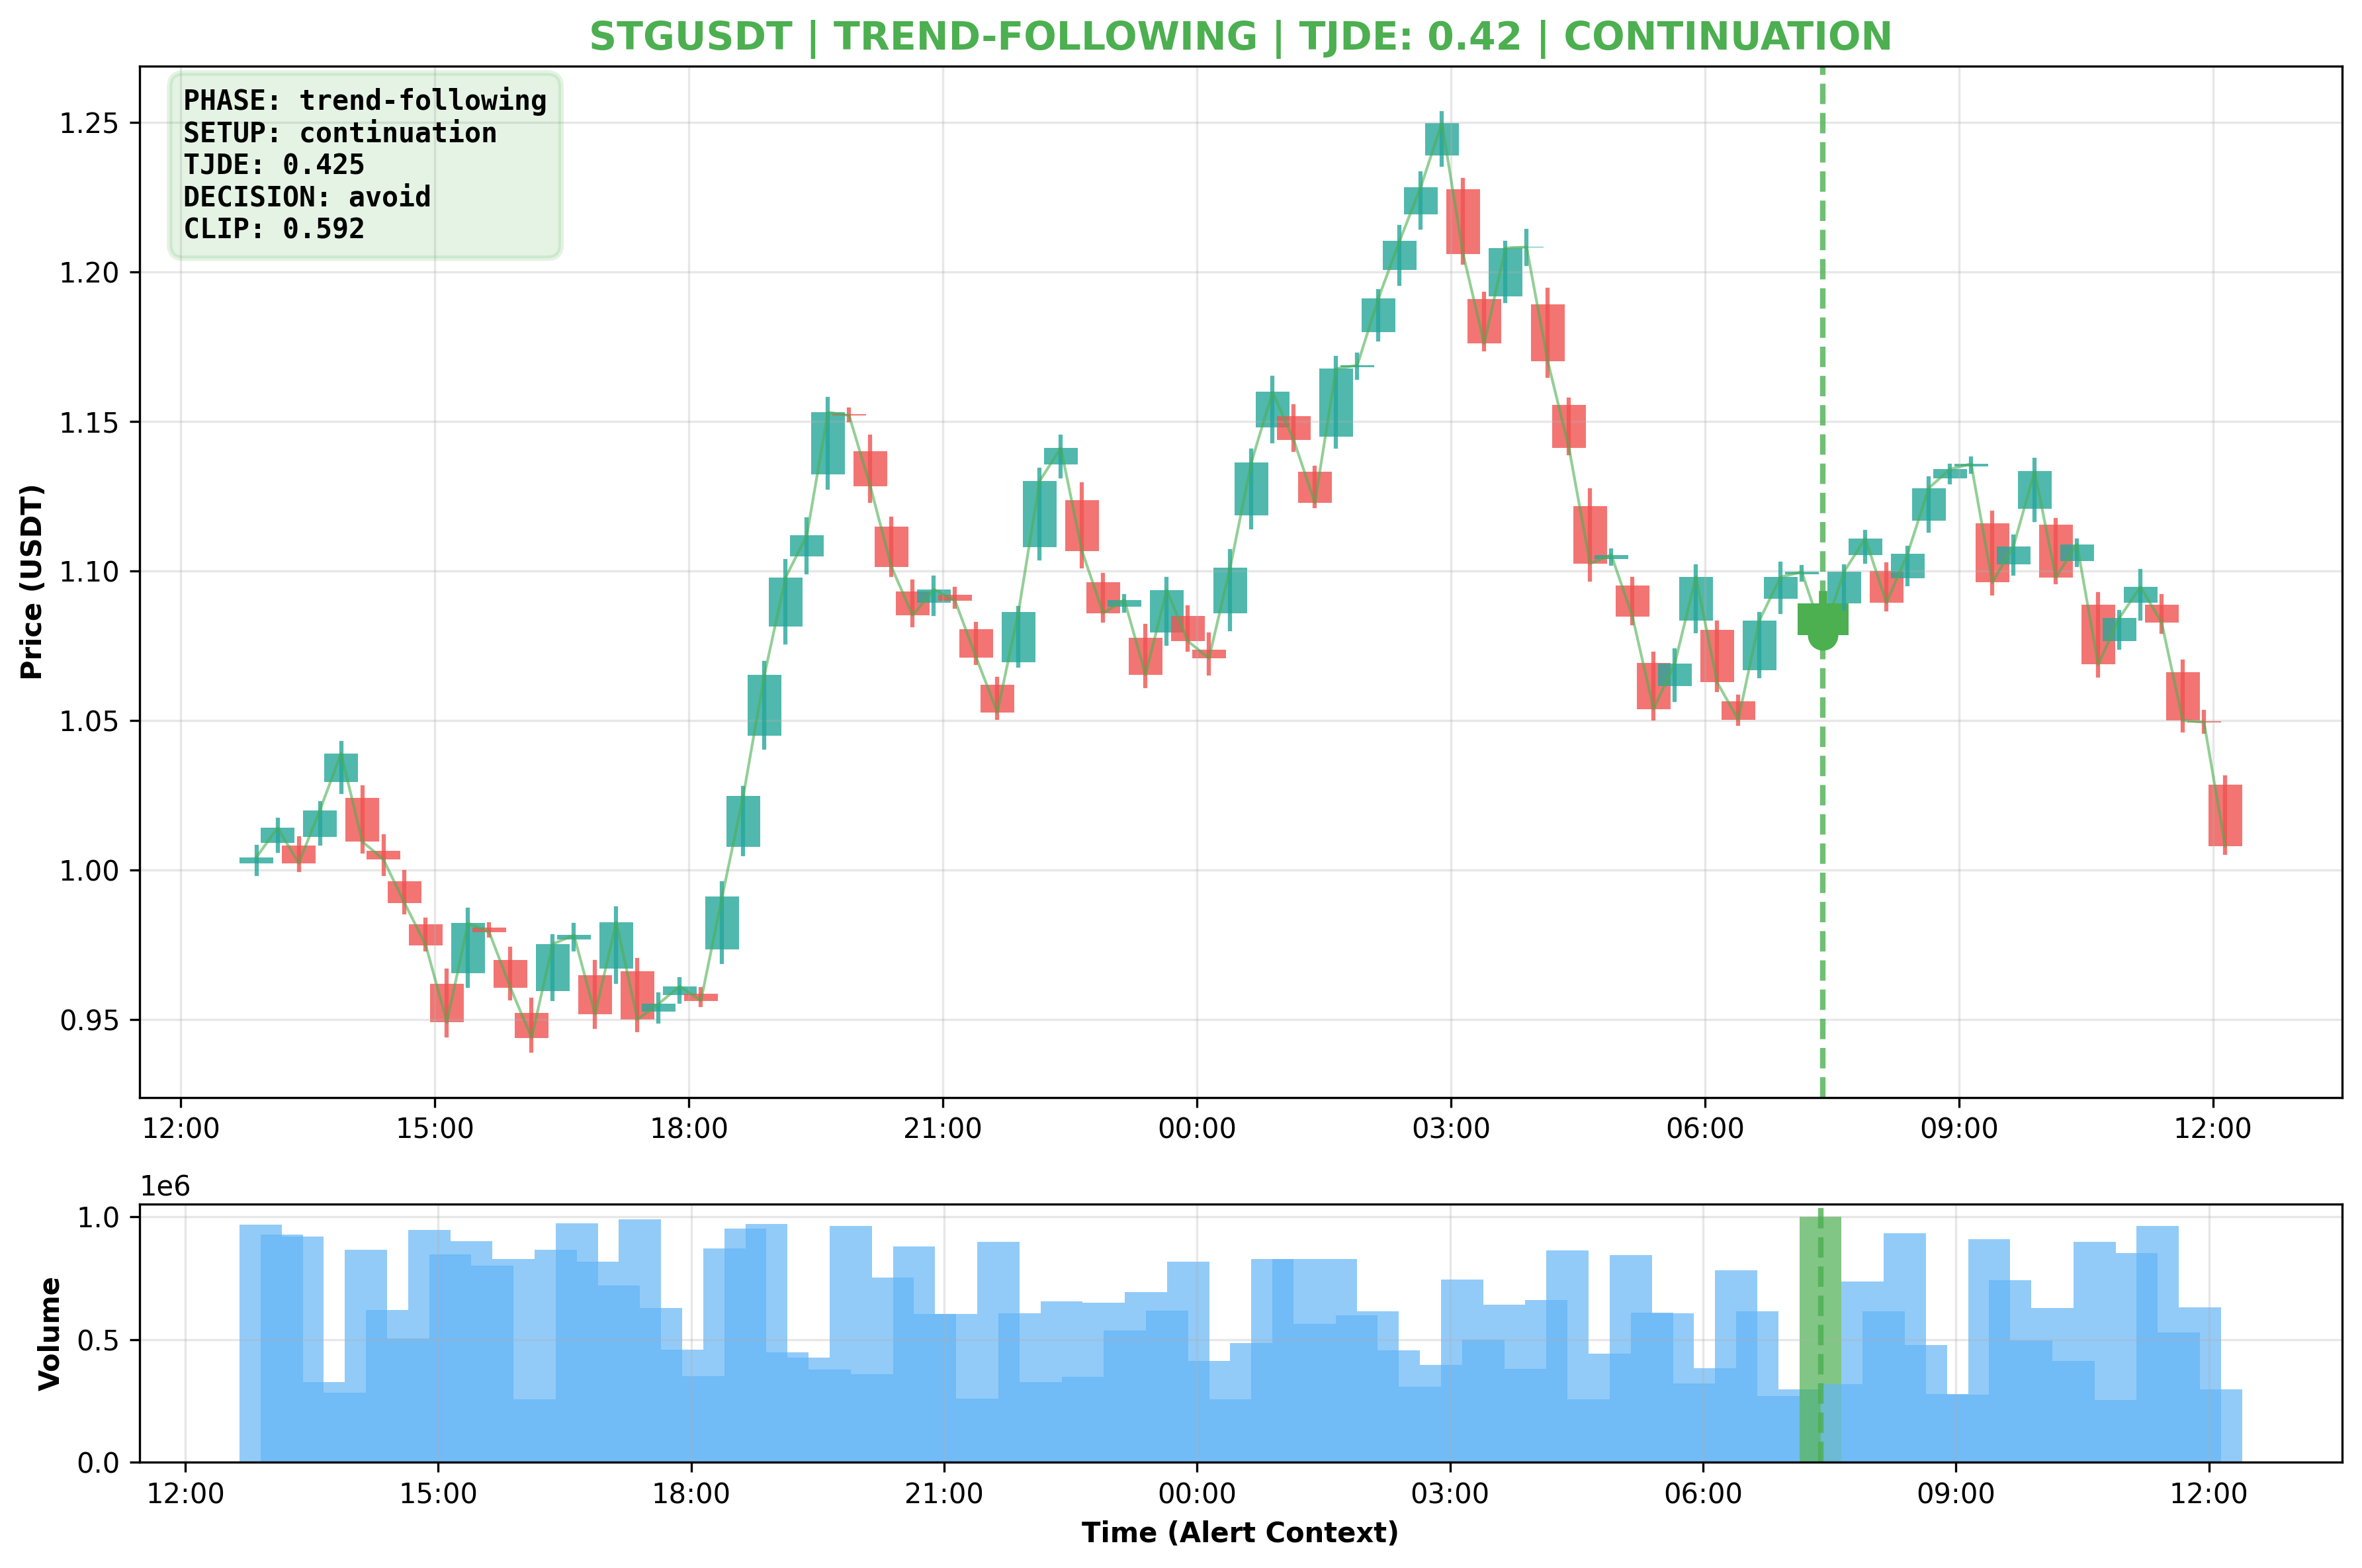 STGUSDT | TREND-FOLLOWING | TJDE: 0.42 | CONTINUATION
PHASE: trend-following
SETUP: continuation
TJDE: 0.425
DECISION: avoid
CLIP: 0.592
Price (USDT)
1.25
1.20
1.15
1.10
1.05
1.00
0.95
12:00 15:00 18:00 21:00 00:00 03:00 06:00 09:00 12:00
1e6
Volume
1.0
0.5
0.0
12:00 15:00 18:00 21:00 00:00 03:00 06:00 09:00 12:00
Time (Alert Context)